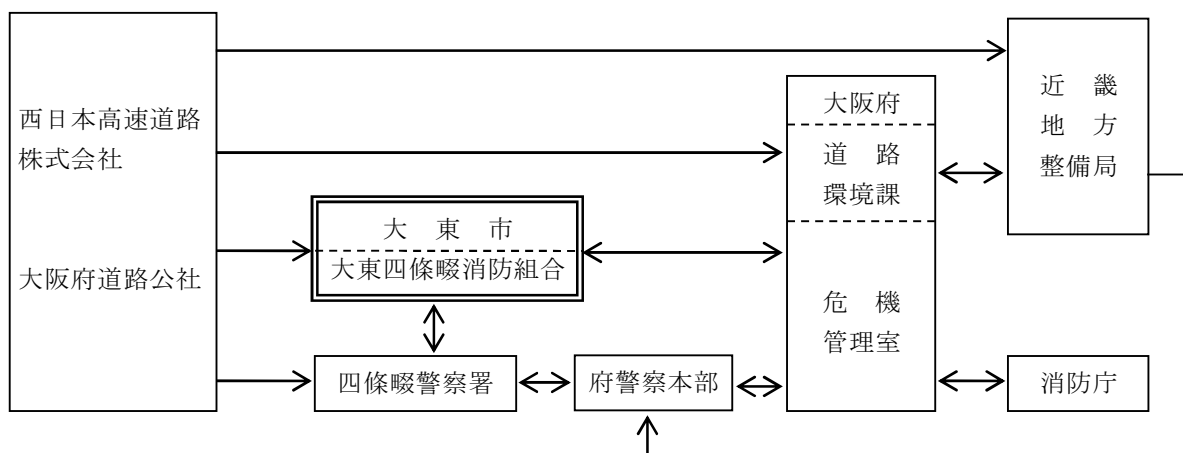 西日本高速道路
株式会社
大阪府道路公社
大東市
大東四條畷消防組合
四條畷警察署
府警察本部
大阪府
道路
環境課
危機
管理室
近畿
地方
整備局
消防庁